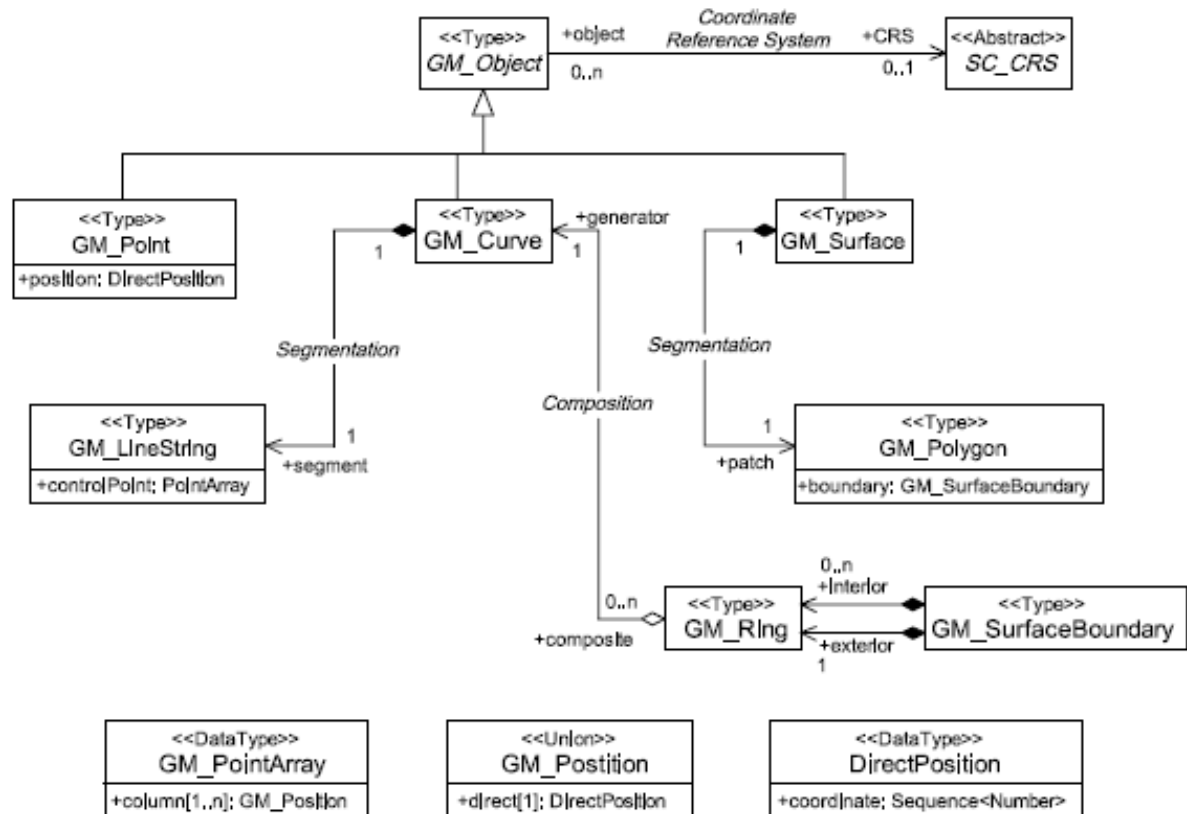 <<Type>>
GM_Object
+object
0..n
Coordinate
Reference System
+CRS
0..1
<<Abstract>>
SC_CRS
<<Type>>
GM_Point
+position: DirectPosition
<<Type>>
GM_Curve
1
+generator
1
<<Type>>
GM_Surface
1
Segmentation
Segmentation
Composition
<<Type>>
GM_LineString
+controlPoint: PointArray
1
+segment
1
+patch
<<Type>>
GM_Polygon
+boundary: GM_SurfaceBoundary
0..n
+composite
<<Type>>
GM_Ring
0..n
+interior
+exterior
1
<<Type>>
GM_SurfaceBoundary
<<DataType>>
GM_PointArray
+column[1..n]: GM_Position
<<Union>>
GM_Postition
+direct[1]: DirectPosition
<<DataType>>
DirectPosition
+coordinate: Sequence<Number>